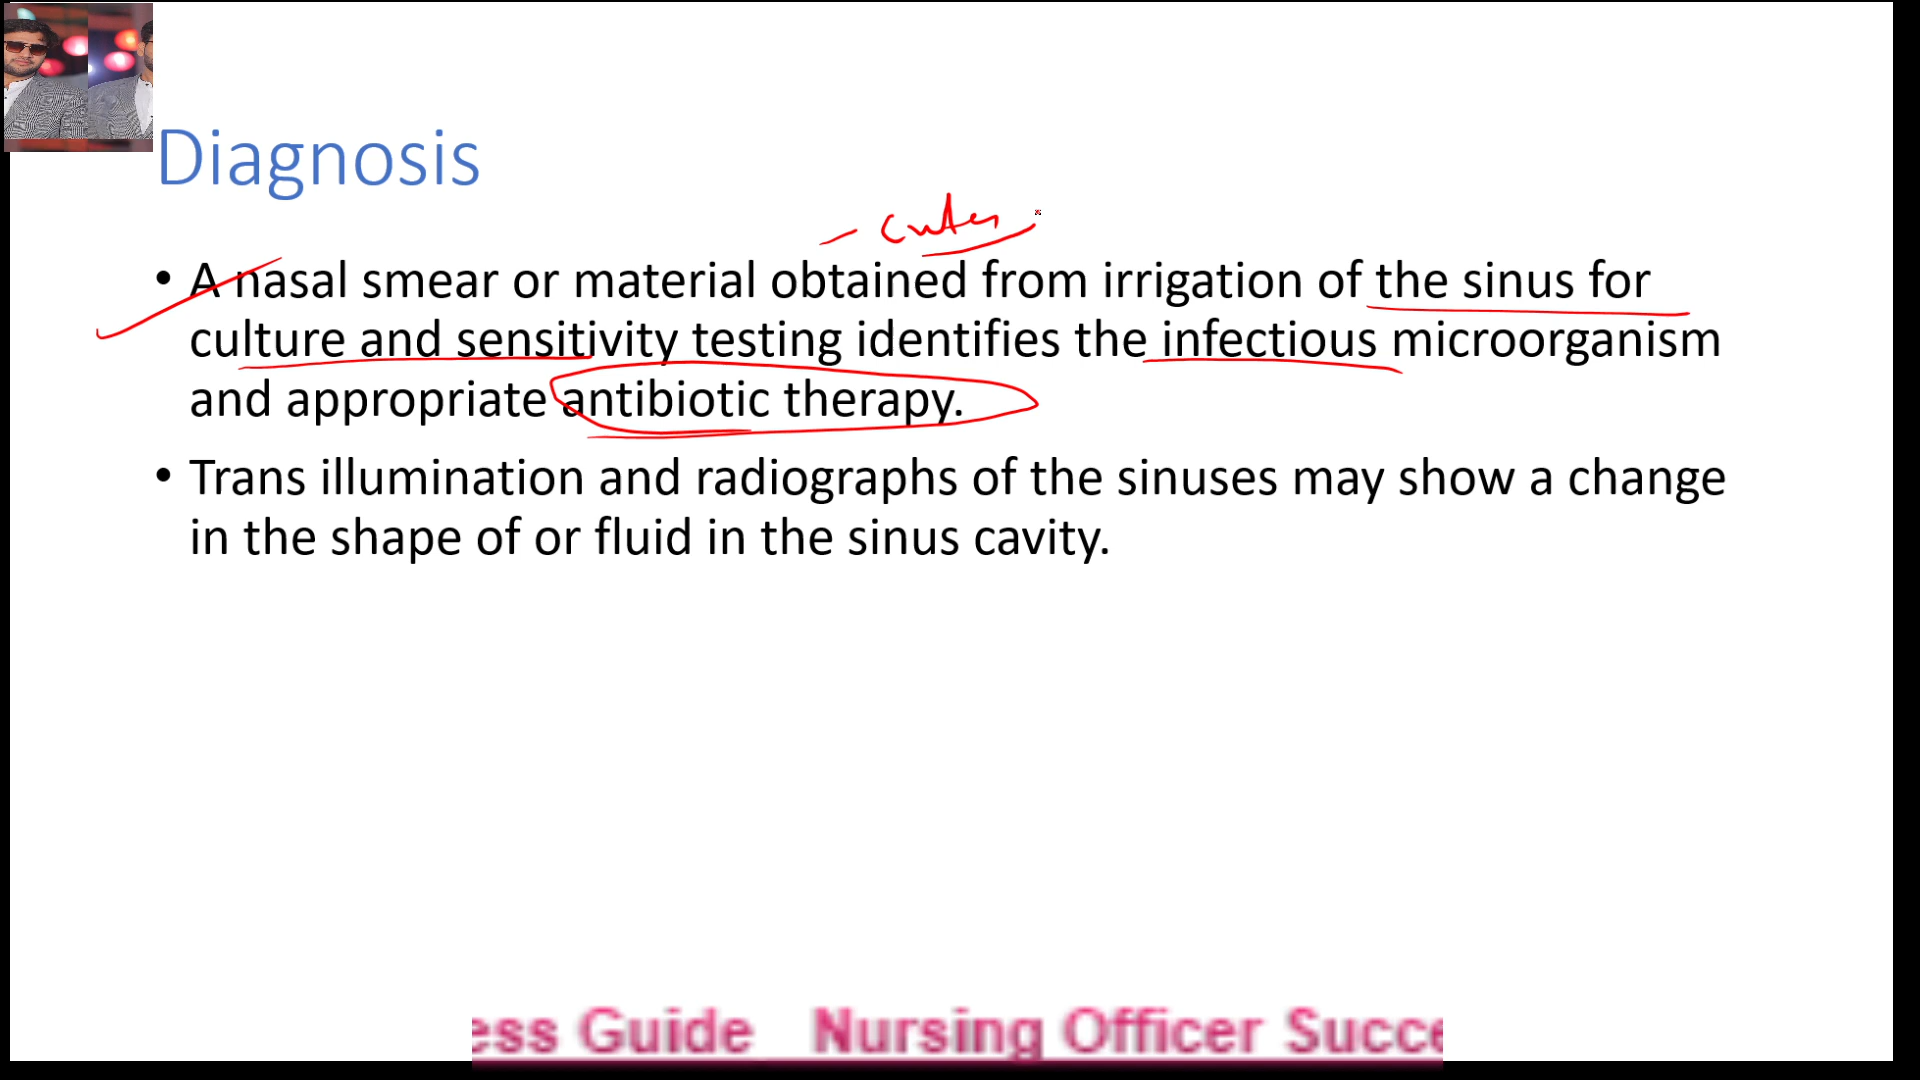 Diagnosis
• A nasal smear or material obtained from irrigation of the sinus for
culture and sensitivity testing identifies the infectious microorganism
and appropriate antibiotic therapy.
• Trans illumination and radiographs of the sinuses may show a change
in the shape of or fluid in the sinus cavity.
ess Guide Nursing Officer Succe